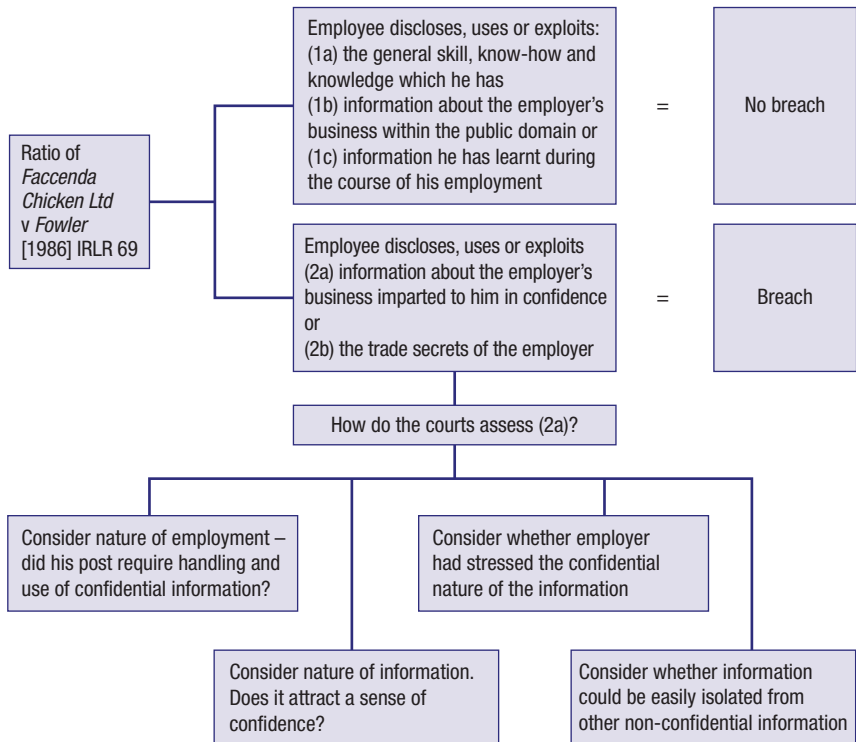 Ratio of
Faccenda
Chicken Ltd
v Fowler
[1986] IRLR 69
Employee discloses, uses or exploits:
(1a) the general skill, know-how and
knowledge which he has
(1b) information about the employer's
business within the public domain or
(1c) information he has learnt during
the course of his employment
=
No breach
Employee discloses, uses or exploits
(2a) information about the employer's
business imparted to him in confidence
or
(2b) the trade secrets of the employer
=
Breach
How do the courts assess (2a)?
Consider nature of employment –
did his post require handling and
use of confidential information?
Consider whether employer
had stressed the confidential
nature of the information
Consider nature of information.
Does it attract a sense of
confidence?
Consider whether information
could be easily isolated from
other non-confidential information